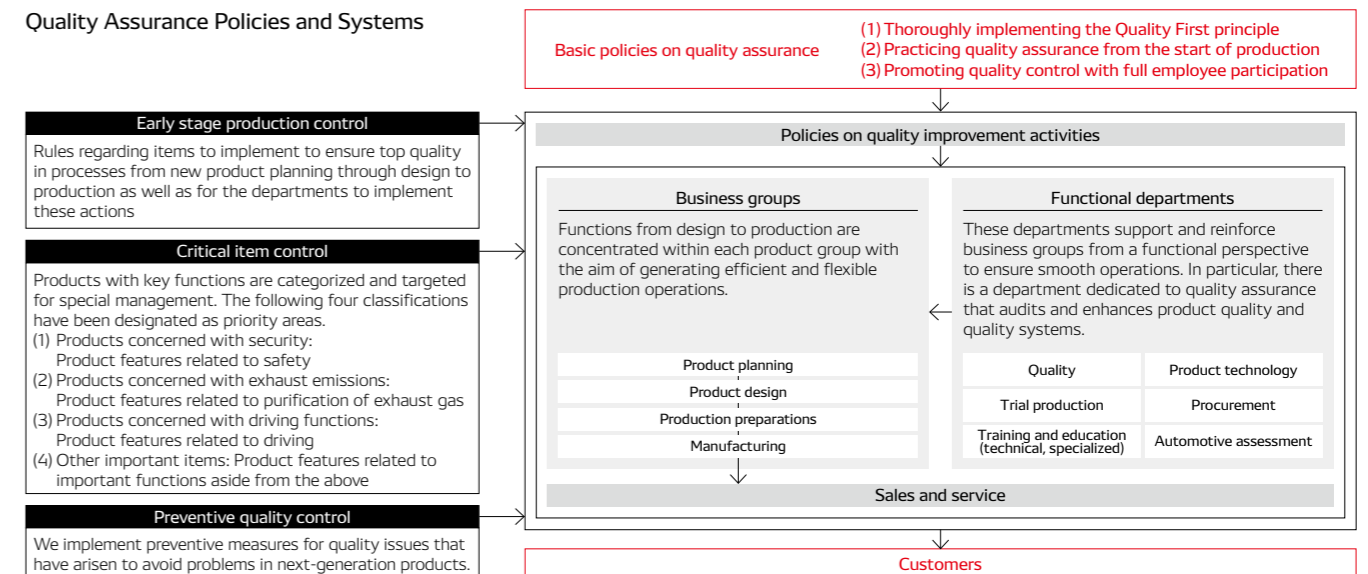 Quality Assurance Policies and Systems
Basic policies on quality assurance
(1) Thoroughly implementing the Quality First principle
(2) Practicing quality assurance from the start of production
(3) Promoting quality control with full employee participation
Early stage production control
Rules regarding items to implement to ensure top quality
in processes from new product planning through design to
production as well as for the departments to implement
these actions
Critical item control
Products with key functions are categorized and targeted
for special management. The following four classifications
have been designated as priority areas.
(1) Products concerned with security:
Product features related to safety
(2) Products concerned with exhaust emissions:
Product features related to purification of exhaust gas
(3) Products concerned with driving functions:
Product features related to driving
(4) Other important items: Product features related to
important functions aside from the above
Preventive quality control
We implement preventive measures for quality issues that
have arisen to avoid problems in next-generation products.
Policies on quality improvement activities
Business groups
Functions from design to production are
concentrated within each product group with
the aim of generating efficient and flexible
production operations.
Product planning
Product design
Production preparations
Manufacturing
Functional departments
These departments support and reinforce
business groups from a functional perspective
to ensure smooth operations. In particular, there
is a department dedicated to quality assurance
that audits and enhances product quality and
quality systems.
Quality
Product technology
Trial production
Procurement
Training and education
(technical, specialized)
Automotive assessment
Sales and service
Customers